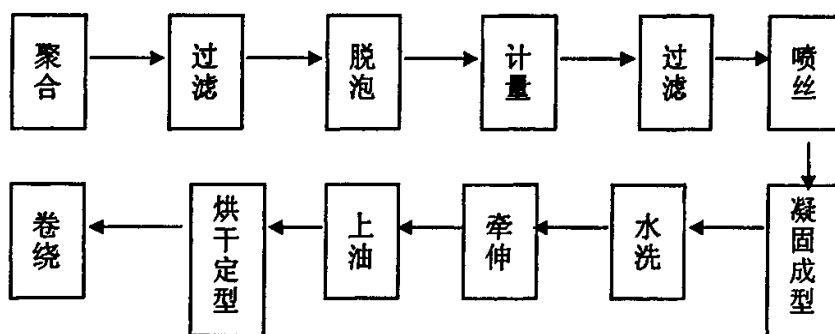 聚合
过滤
脱泡
计量
过滤
喷丝
凝固成型
水洗
牵伸
上油
烘干定型
卷绕